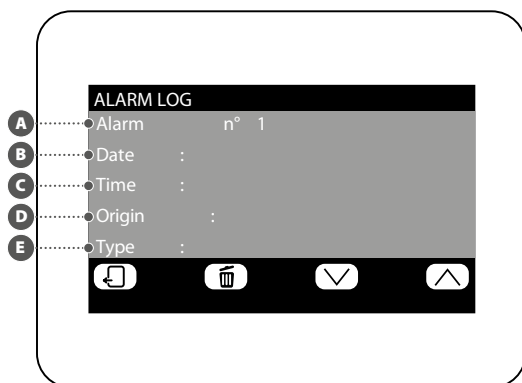 ALARM LOG
A Alarm n° 1
B Date :
C Time :
D Origin :
E Type :